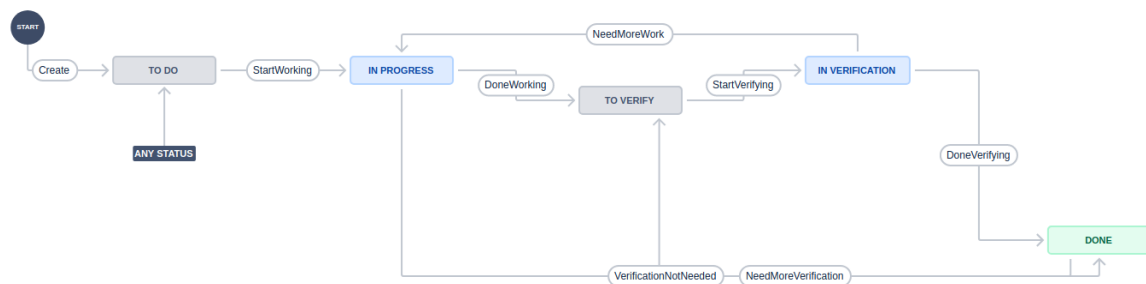 START
NeedMoreWork
Create
TO DO
StartWorking
IN PROGRESS
DoneWorking
TO VERIFY
StartVerifying
IN VERIFICATION
ANY STATUS
DoneVerifying
DONE
VerificationNotNeeded
NeedMoreVerification